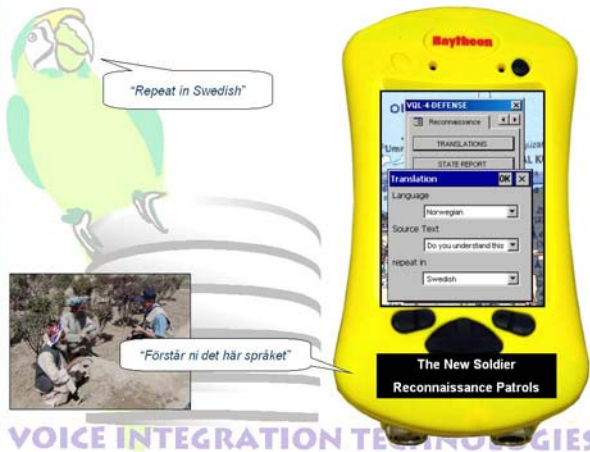 "Repeat in Swedish"
Raytheon
VQL-4-DEFENSE
Reconnaissance
TRANSLATIONS
STATE REPORT
Translation OK
Language
Norwegian
Source Text
Do you understand this
repeat in
Swedish
"Förstår ni det här språket"
The New Soldier
Reconnaissance Patrols
VOICE INTEGRATION TECHNOLOGIES